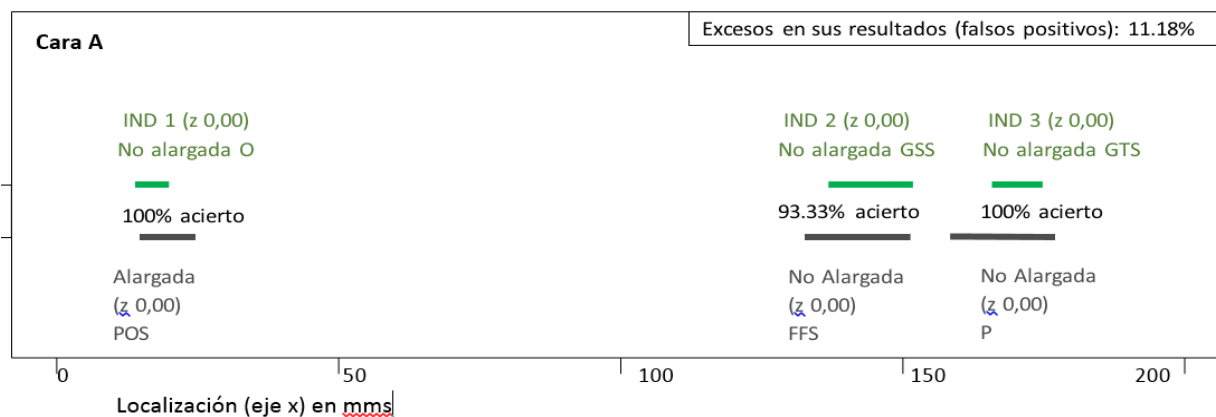 Excesos en sus resultados (falsos positivos): 11.18%
Cara A
IND 1 (z 0,00)
No alargada O
IND 2 (z 0,00)
No alargada GSS
IND 3 (z 0,00)
No alargada GTS
100% acierto
93.33% acierto
100% acierto
Alargada
(z 0,00)
POS
No Alargada
(z 0,00)
FFS
No Alargada
(z 0,00)
P
0 50 100 150 200
Localización (eje x) en mms